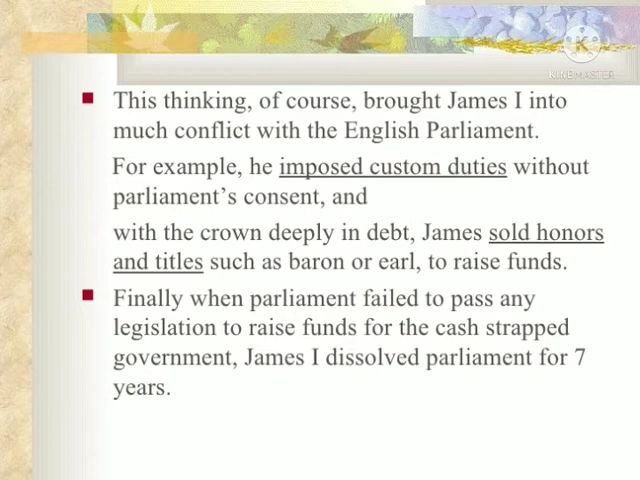 KINEMASTER
This thinking, of course, brought James I into
much conflict with the English Parliament.
For example, he imposed custom duties without
parliament's consent, and
with the crown deeply in debt, James sold honors
and titles such as baron or earl, to raise funds.
Finally when parliament failed to pass any
legislation to raise funds for the cash strapped
government, James I dissolved parliament for 7
years.